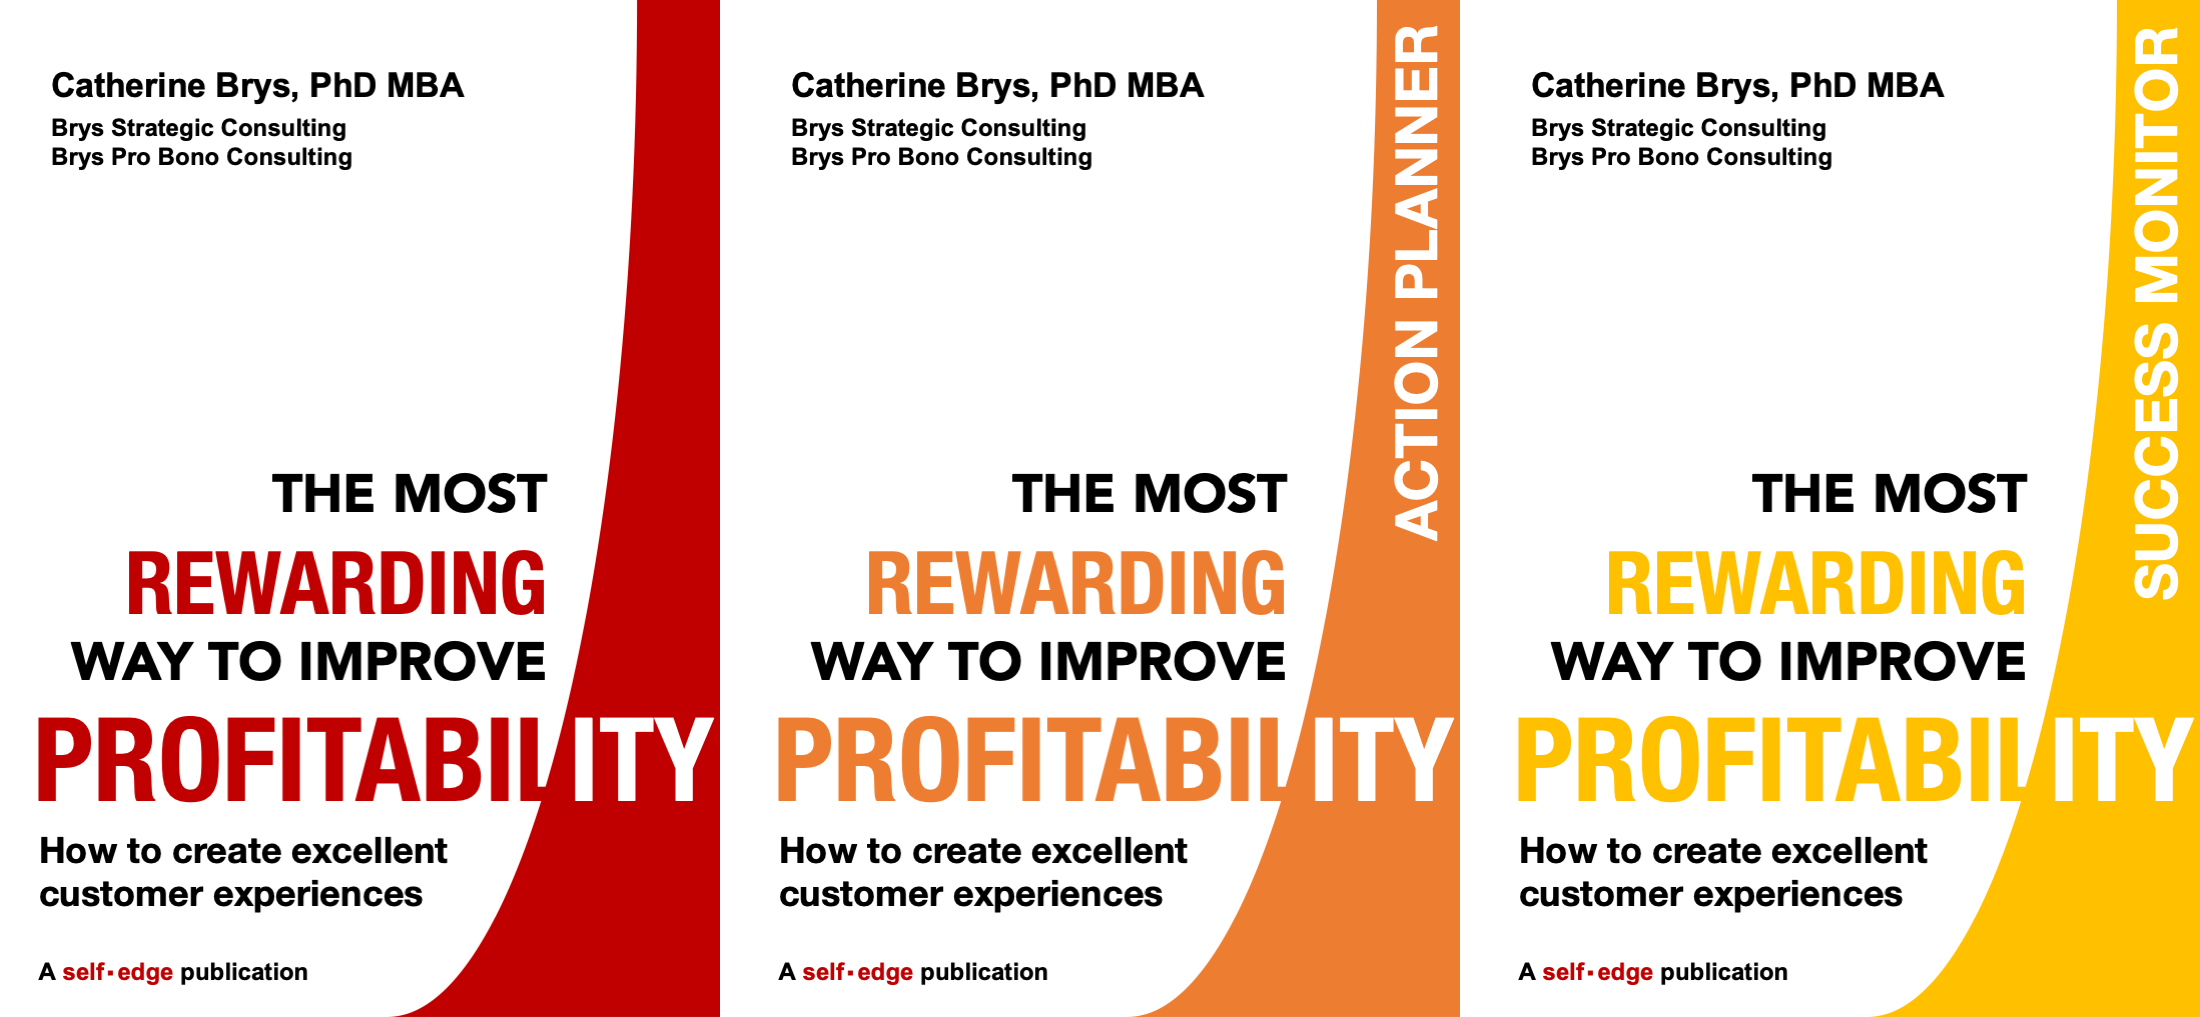 Catherine Brys, PhD MBA
Brys Strategic Consulting
Brys Pro Bono Consulting
THE MOST
REWARDING
WAY TO IMPROVE
PROFITABILITY
How to create excellent
customer experiences
A self·edge publication
Catherine Brys, PhD MBA
Brys Strategic Consulting
Brys Pro Bono Consulting
ACTION PLANNER
THE MOST
REWARDING
WAY TO IMPROVE
PROFITABILITY
How to create excellent
customer experiences
A self·edge publication
Catherine Brys, PhD MBA
Brys Strategic Consulting
Brys Pro Bono Consulting
SUCCESS MONITOR
THE MOST
REWARDING
WAY TO IMPROVE
PROFITABILITY
How to create excellent
customer experiences
A self·edge publication